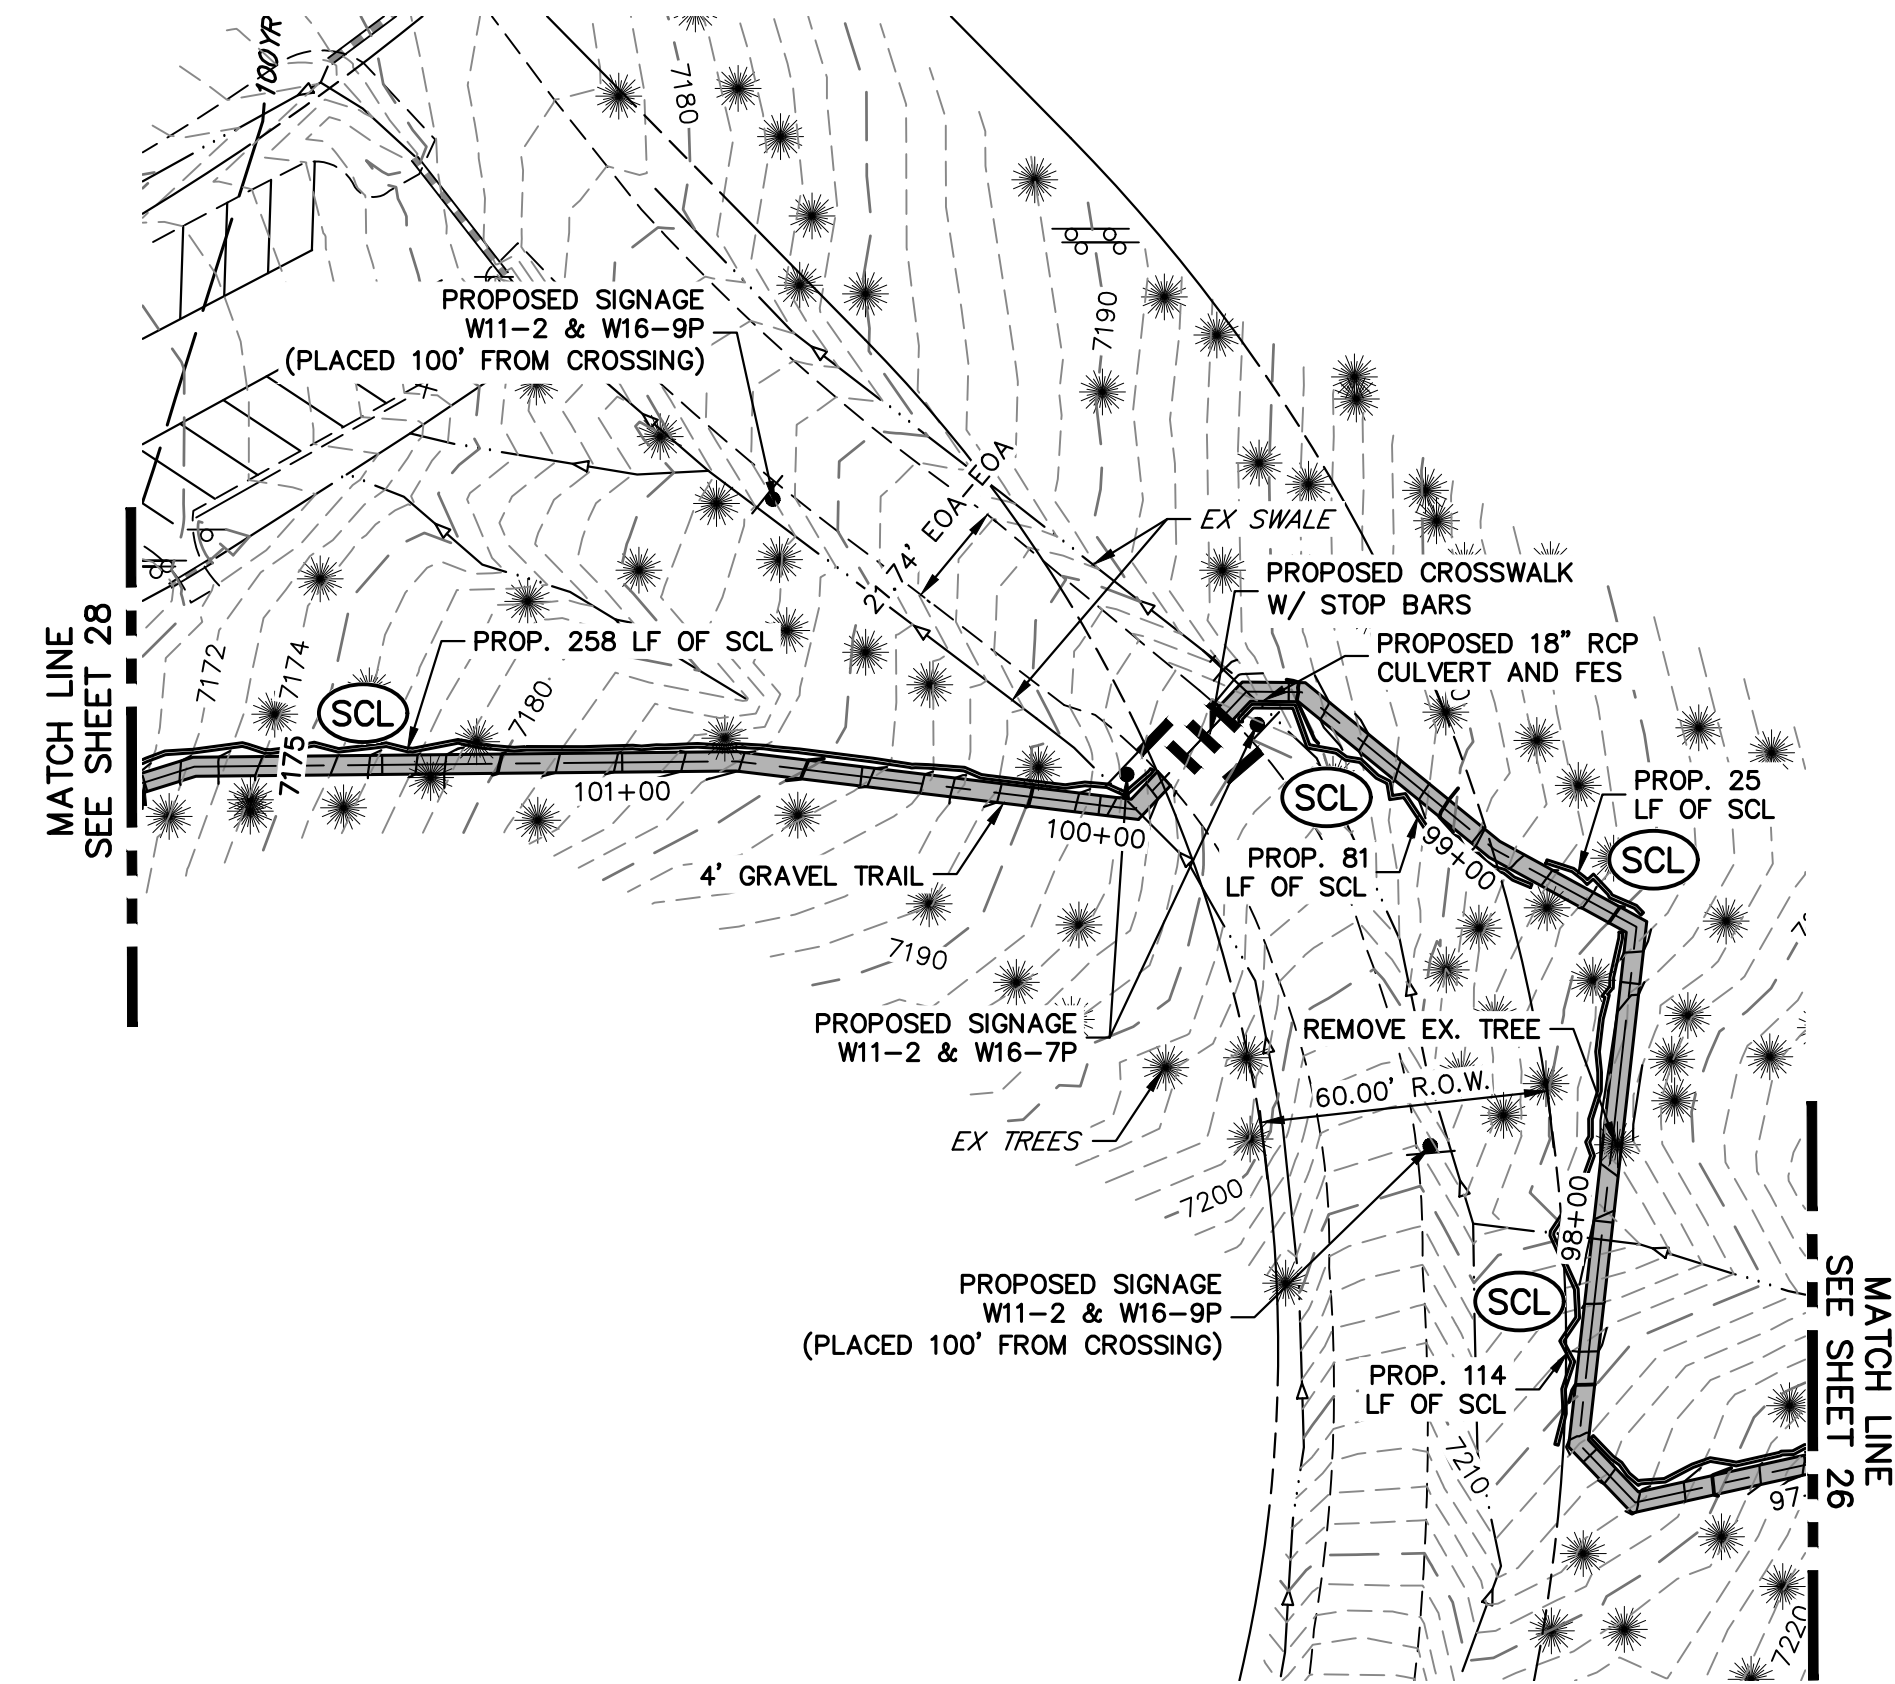 100YR
7180
PROPOSED SIGNAGE
W11-2 & W16-9P
(PLACED 100' FROM CROSSING)
7190
21.74' EOA-EOA
EX SWALE
PROPOSED CROSSWALK
W/ STOP BARS
PROPOSED 18" RCP
CULVERT AND FES
MATCH LINE
SEE SHEET 28
7172
7174
7180
PROP. 258 LF OF SCL
SCL
7175
101+00
100+00
4' GRAVEL TRAIL
SCL
PROP. 81
LF OF SCL
99+00
PROP. 25
LF OF SCL
SCL
7190
PROPOSED SIGNAGE
W11-2 & W16-7P
REMOVE EX. TREE
60.00' R.O.W.
EX TREES
7200
98+00
PROPOSED SIGNAGE
W11-2 & W16-9P
(PLACED 100' FROM CROSSING)
SCL
PROP. 114
LF OF SCL
7210
97
MATCH LINE
SEE SHEET 26
7220